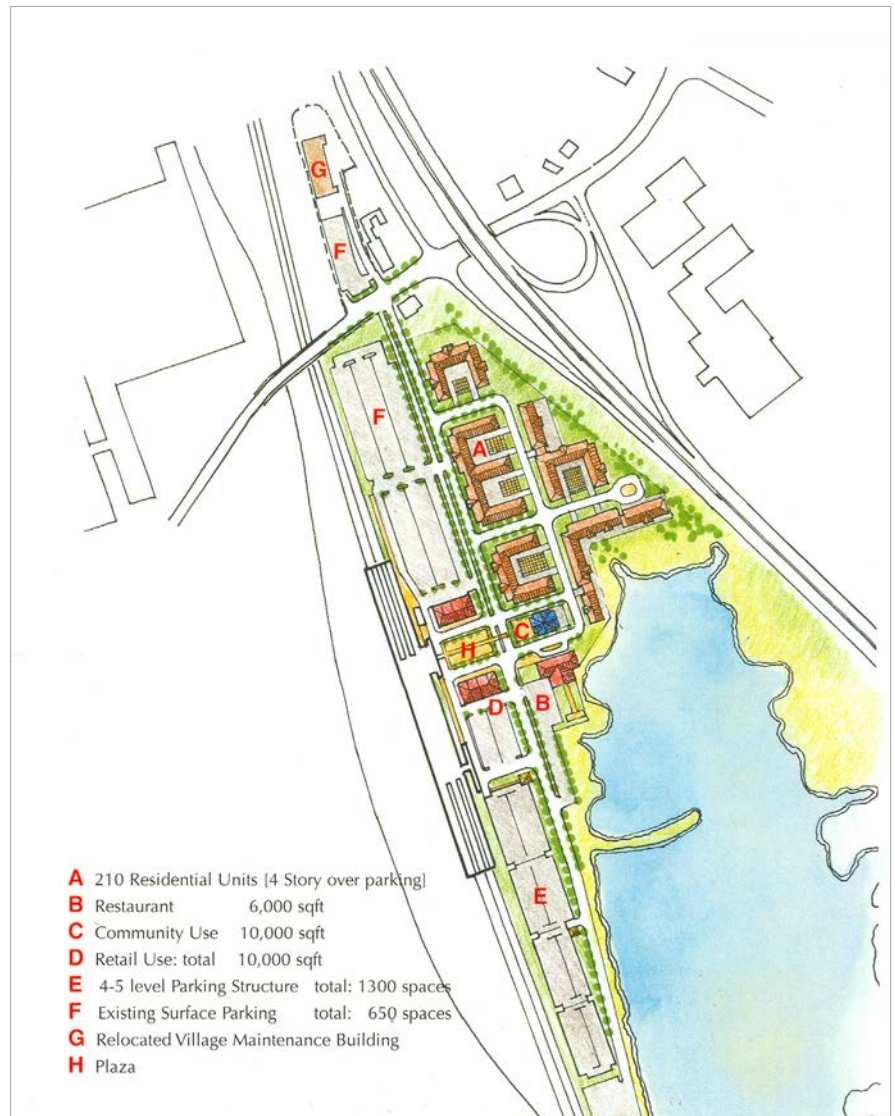 G
F
F
A
C
H
D
B
E
A 210 Residential Units [4 Story over parking]
B Restaurant 6,000 sqft
C Community Use 10,000 sqft
D Retail Use: total 10,000 sqft
E 4-5 level Parking Structure total: 1300 spaces
F Existing Surface Parking total: 650 spaces
G Relocated Village Maintenance Building
H Plaza